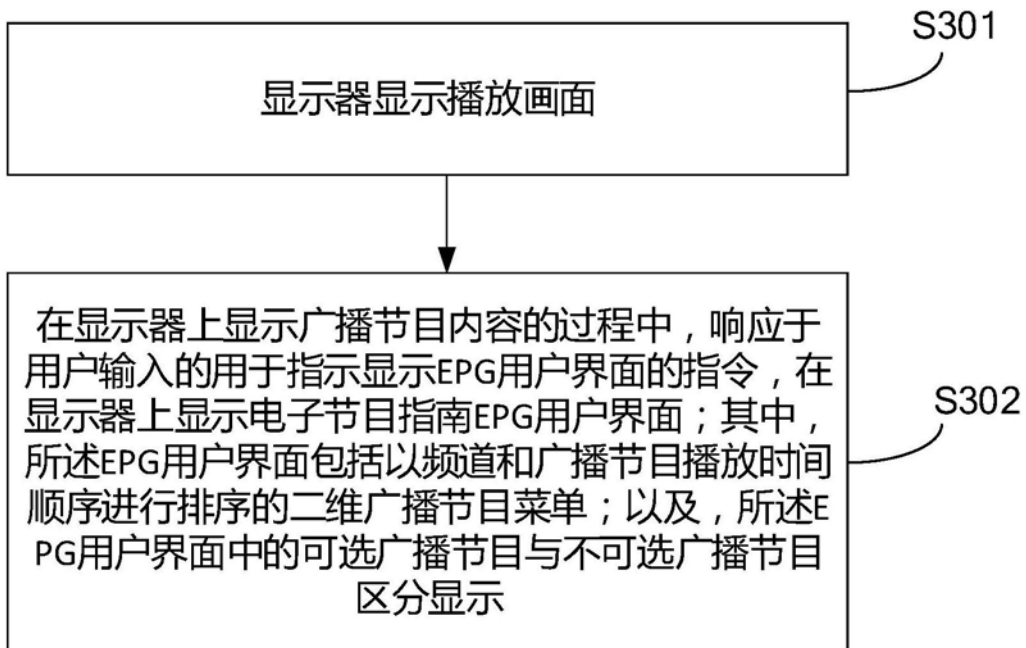 S301
显示器显示播放画面
在显示器上显示广播节目内容的过程中，响应于
用户输入的用于指示显示EPG用户界面的指令，在
显示器上显示电子节目指南EPG用户界面；其中，
所述EPG用户界面包括以频道和广播节目播放时间
顺序进行排序的二维广播节目菜单；以及，所述E
PG用户界面中的可选广播节目与不可选广播节目
区分显示
S302